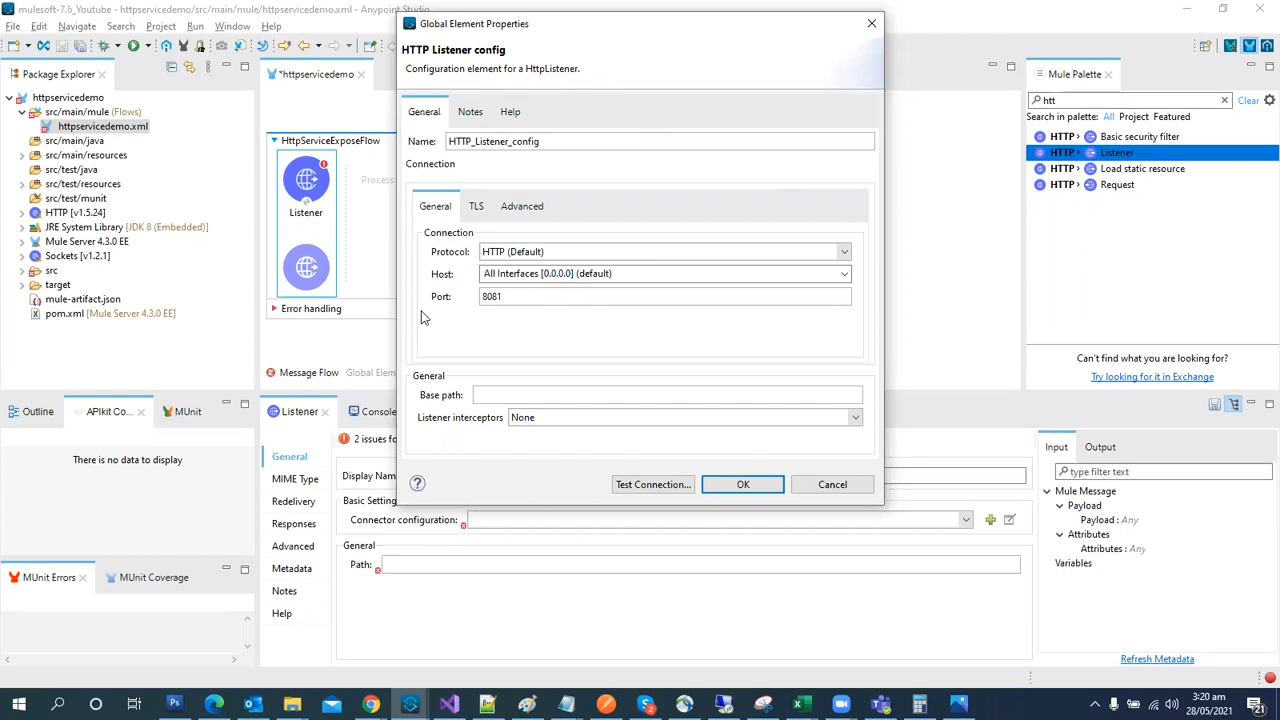 mulesoft-7.6_Youtube - httpservicedemo/src/main/mule/httpservicedemo.xml - Anypoint Studio
File Edit Navigate Search Project Run Window Help
Package Explorer
httpservicedemo
src/main/mule (Flows)
httpservicedemo.xml
src/main/java
src/main/resources
src/test/java
src/test/resources
src/test/munit
HTTP [v1.5.24]
JRE System Library [JDK 8 (Embedded)]
Mule Server 4.3.0 EE
Sockets [v1.2.1]
src
target
mule-artifact.json
pom.xml [Mule Server 4.3.0 EE]
*httpservicedemo
HttpServiceExposeFlow
Listener
Process
Error handling
Message Flow Global Elem
Global Element Properties
HTTP Listener config
Configuration element for a HttpListener.
General Notes Help
Name: HTTP_Listener_config
Connection
General TLS Advanced
Connection
Protocol: HTTP (Default)
Host: All Interfaces [0.0.0.0] (default)
Port: 8081
General
Base path:
Listener interceptors None
Test Connection... OK Cancel
Mule Palette
htt Clear
Search in palette: All Project Featured
HTTP Basic security filter
HTTP Listener
HTTP Load static resource
HTTP Request
Can't find what you are looking for?
Try looking for it in Exchange
Outline APIkit Co... MUnit
There is no data to display
MUnit Errors MUnit Coverage
Listener Console
2 issues fo
General
MIME Type
Redelivery
Responses
Advanced
Metadata
Notes
Help
Display Name
Basic Setting
Connector configuration:
General
Path:
Input Output
type filter text
Mule Message
Payload
Payload : Any
Attributes
Attributes : Any
Variables
Refresh Metadata
3:20 am
28/05/2021
21